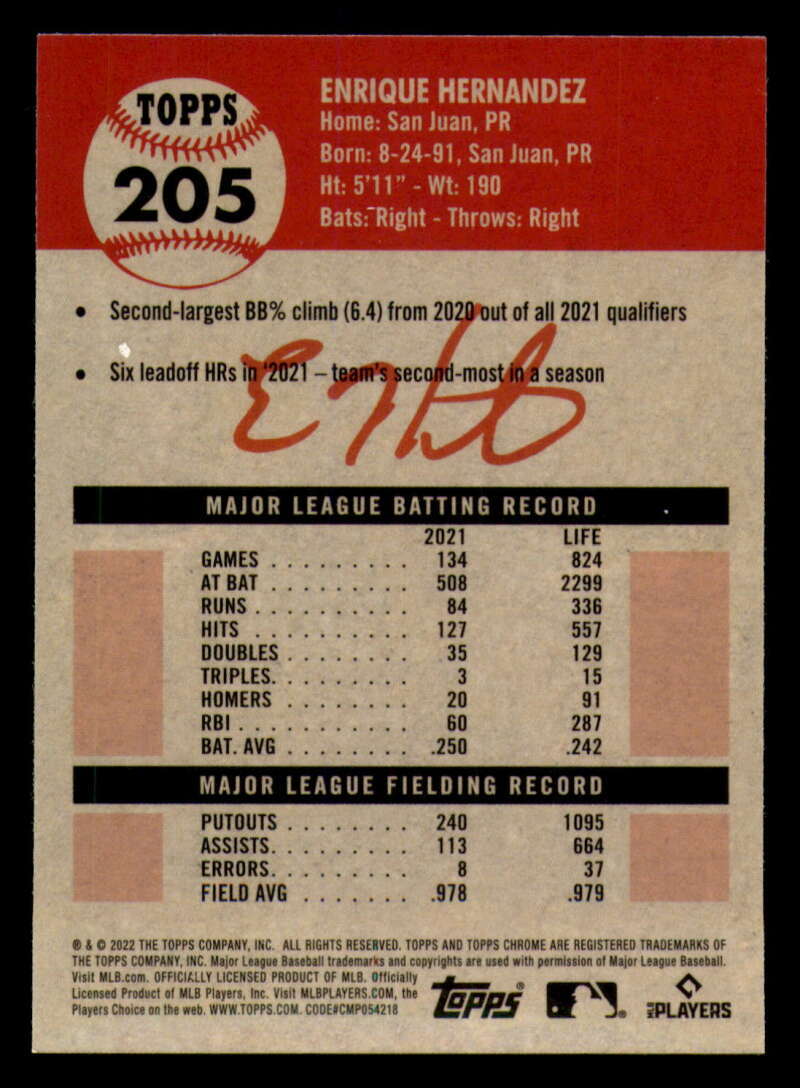 TOPPS
205
ENRIQUE HERNANDEZ
Home: San Juan, PR
Born: 8-24-91, San Juan, PR
Ht: 5'11" - Wt: 190
Bats: Right - Throws: Right
• Second-largest BB% climb (6.4) from 2020 out of all 2021 qualifiers
• Six leadoff HRs in '2021 – team's second-most in a season
MAJOR LEAGUE BATTING RECORD
2021 LIFE
GAMES . . . . . . . . . 134 824
AT BAT . . . . . . . . . 508 2299
RUNS . . . . . . . . . . 84 336
HITS . . . . . . . . . . 127 557
DOUBLES . . . . . . . . 35 129
TRIPLES. . . . . . . . . 3 15
HOMERS . . . . . . . . 20 91
RBI . . . . . . . . . . . 60 287
BAT. AVG . . . . . . . . .250 .242
MAJOR LEAGUE FIELDING RECORD
PUTOUTS . . . . . . . . 240 1095
ASSISTS. . . . . . . . . 113 664
ERRORS. . . . . . . . . 8 37
FIELD AVG . . . . . . . .978 .979
® & © 2022 THE TOPPS COMPANY, INC. ALL RIGHTS RESERVED. TOPPS AND TOPPS CHROME ARE REGISTERED TRADEMARKS OF
THE TOPPS COMPANY, INC. Major League Baseball trademarks and copyrights are used with permission of Major League Baseball.
Visit MLB.com. OFFICIALLY LICENSED PRODUCT OF MLB. Officially
Licensed Product of MLB Players, Inc. Visit MLBPLAYERS.COM, the
Players Choice on the web. WWW.TOPPS.COM. CODE#CMP054218
Topps®
MLB PLAYERS